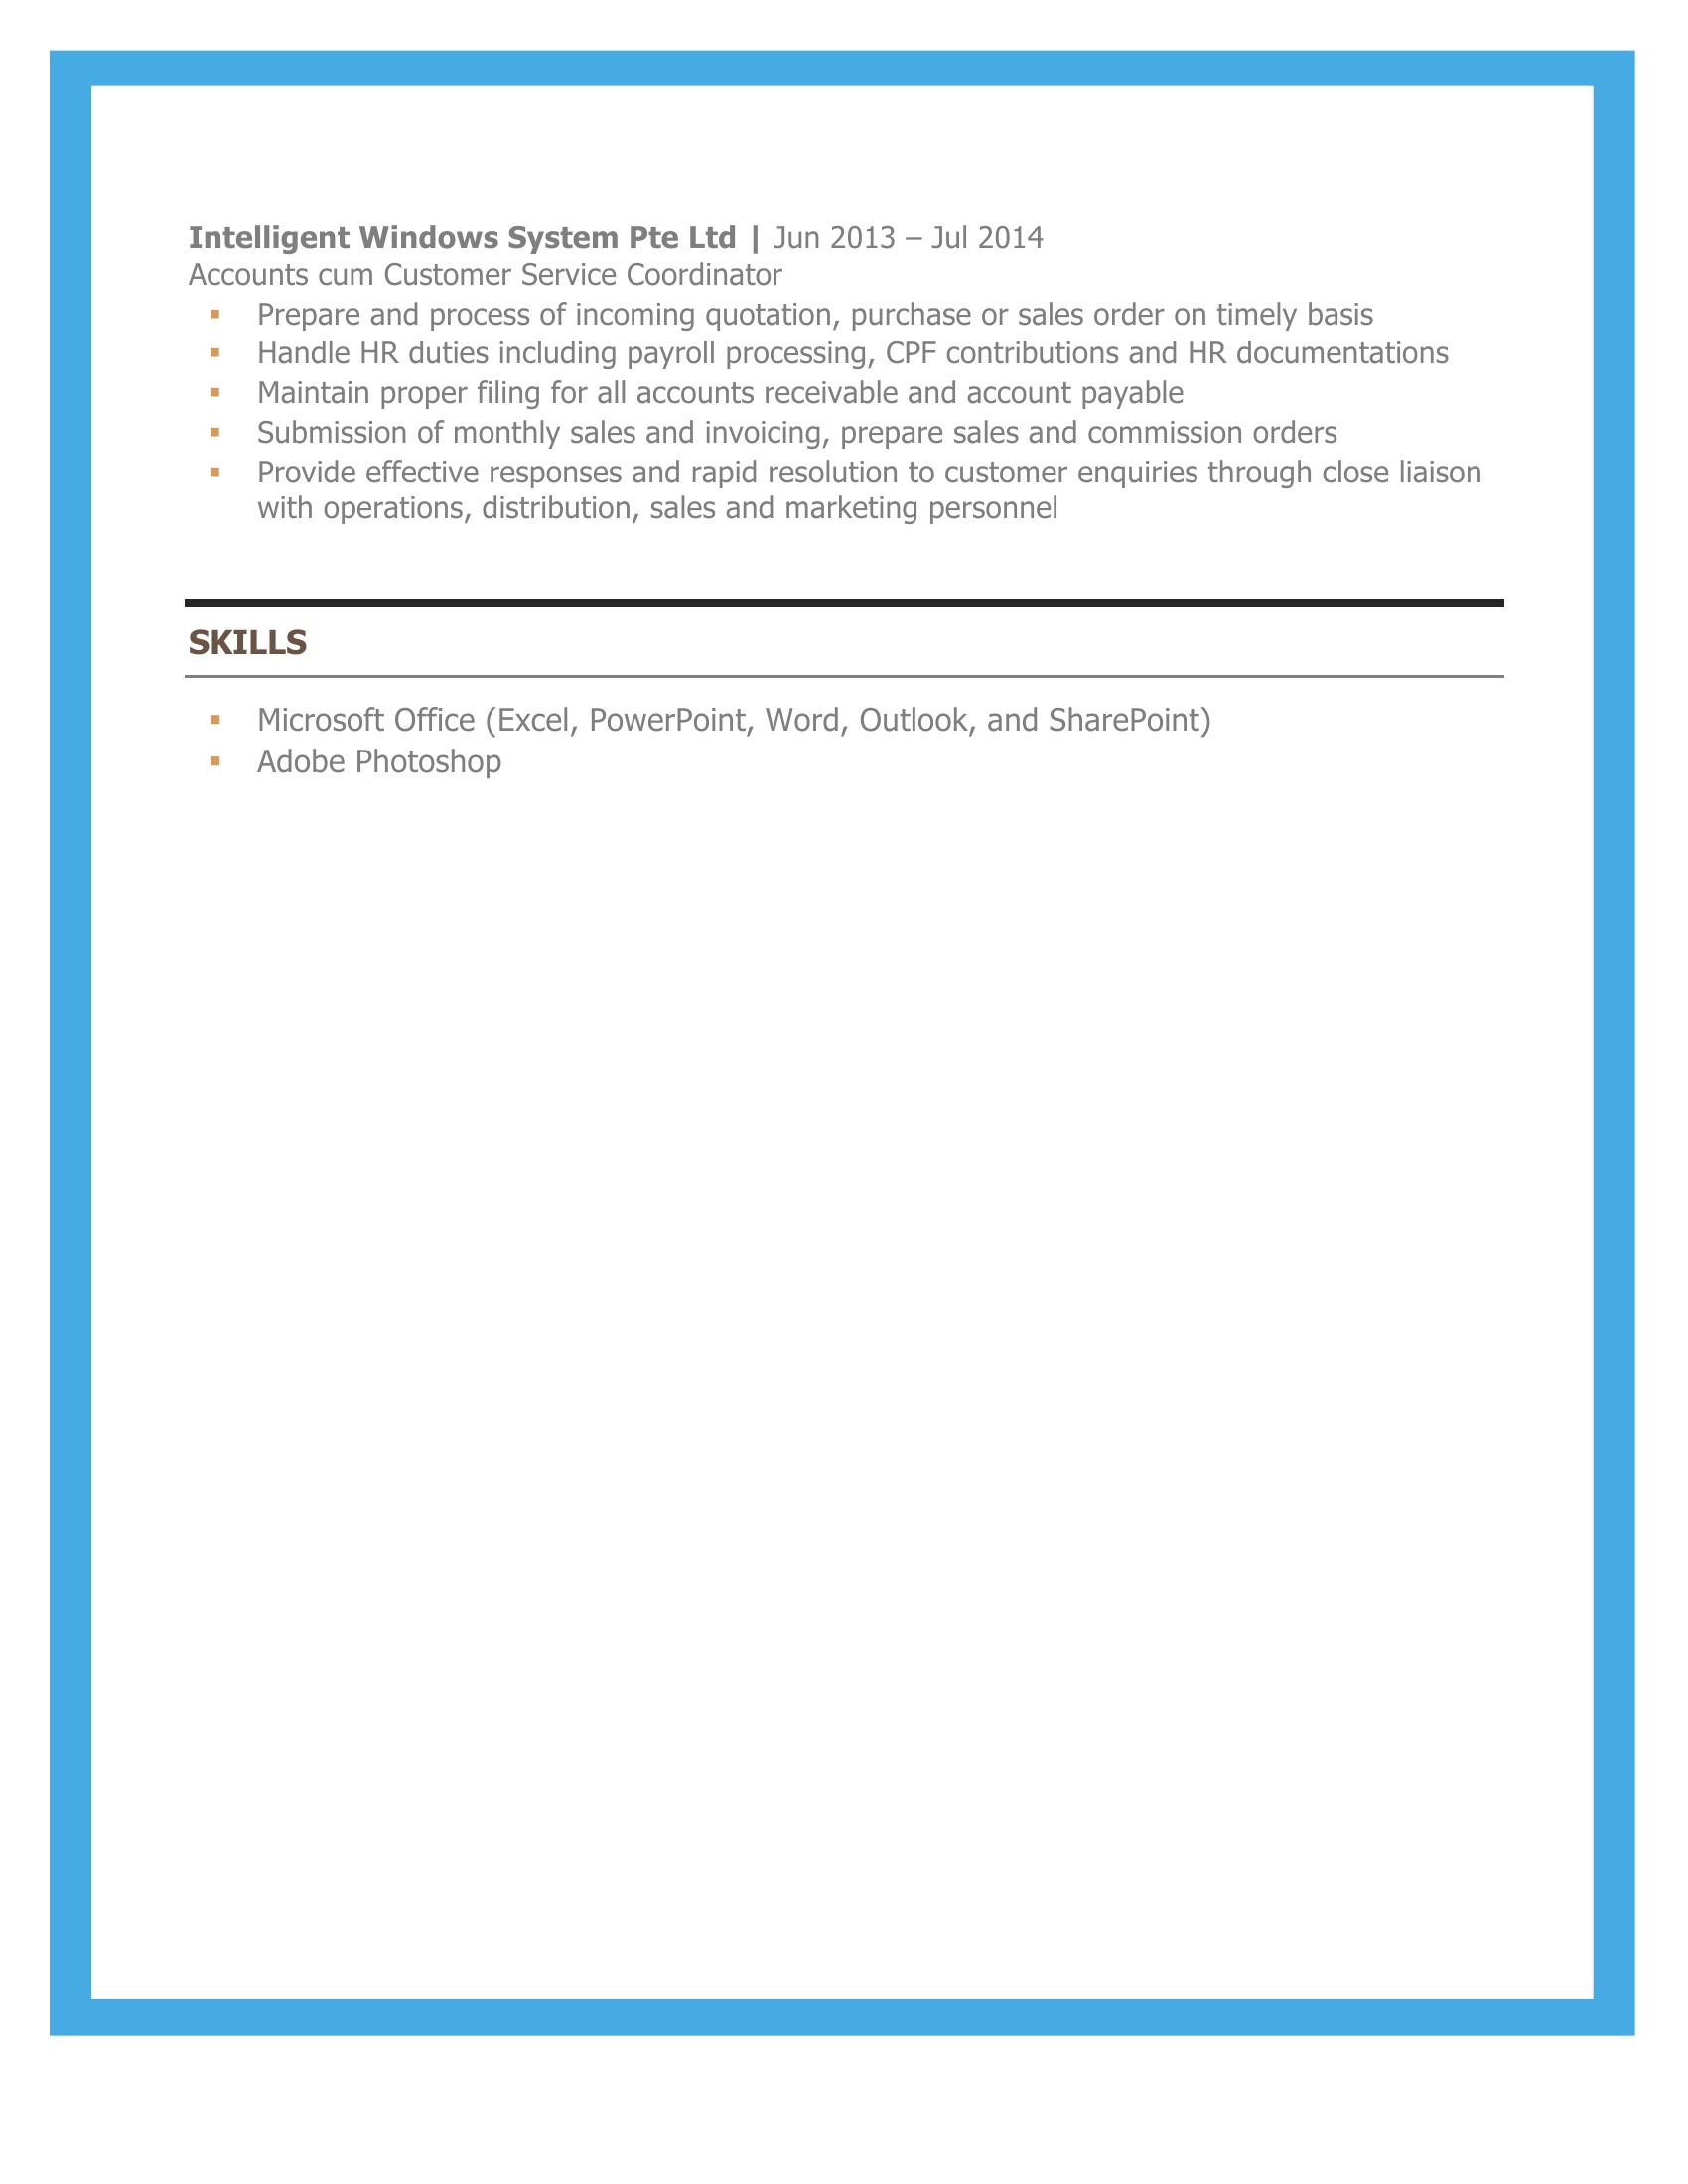 Intelligent Windows System Pte Ltd | Jun 2013 – Jul 2014
Accounts cum Customer Service Coordinator
▪ Prepare and process of incoming quotation, purchase or sales order on timely basis
▪ Handle HR duties including payroll processing, CPF contributions and HR documentations
▪ Maintain proper filing for all accounts receivable and account payable
▪ Submission of monthly sales and invoicing, prepare sales and commission orders
▪ Provide effective responses and rapid resolution to customer enquiries through close liaison
with operations, distribution, sales and marketing personnel
SKILLS
▪ Microsoft Office (Excel, PowerPoint, Word, Outlook, and SharePoint)
▪ Adobe Photoshop